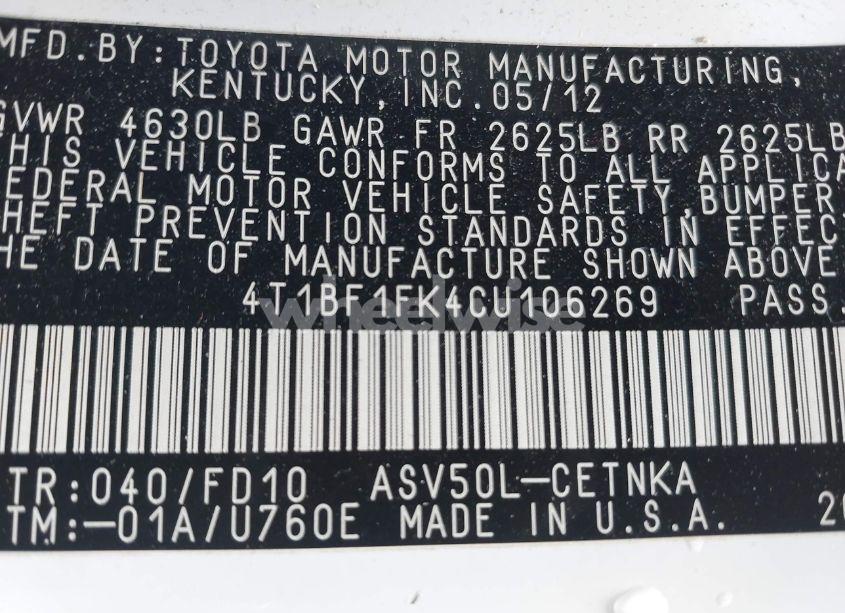 MFD.BY:TOYOTA MOTOR MANUFACTURING,
KENTUCKY,INC.05/12
GVWR 4630LB GAWR FR 2625LB RR 2625LB
HIS VEHICLE CONFORMS TO ALL APPLICA
EDERAL MOTOR VEHICLE SAFETY,BUMPER,
HEFT PREVENTION STANDARDS IN EFFEC
HE DATE OF MANUFACTURE SHOWN ABOVE
4T1BF1FK4CU106269 PASS.
wheelwise
TR:040/FD10 ASV50L-CETNKA
TM:-01A/U760E MADE IN U.S.A. 20